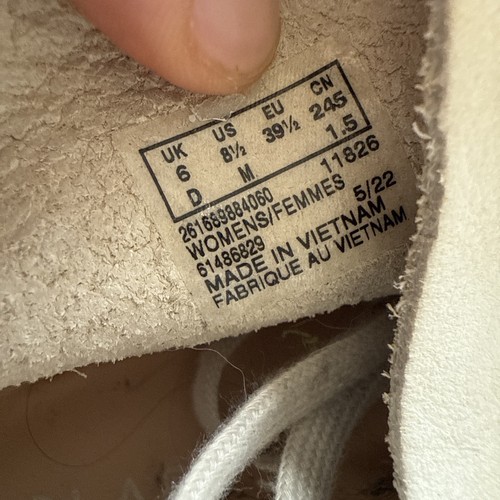 UK US EU CN
6 8½ 39½ 245
D M 1.5
261689884060 11826
WOMENS/FEMMES 5/22
61486829
MADE IN VIETNAM
FABRIQUE AU VIETNAM